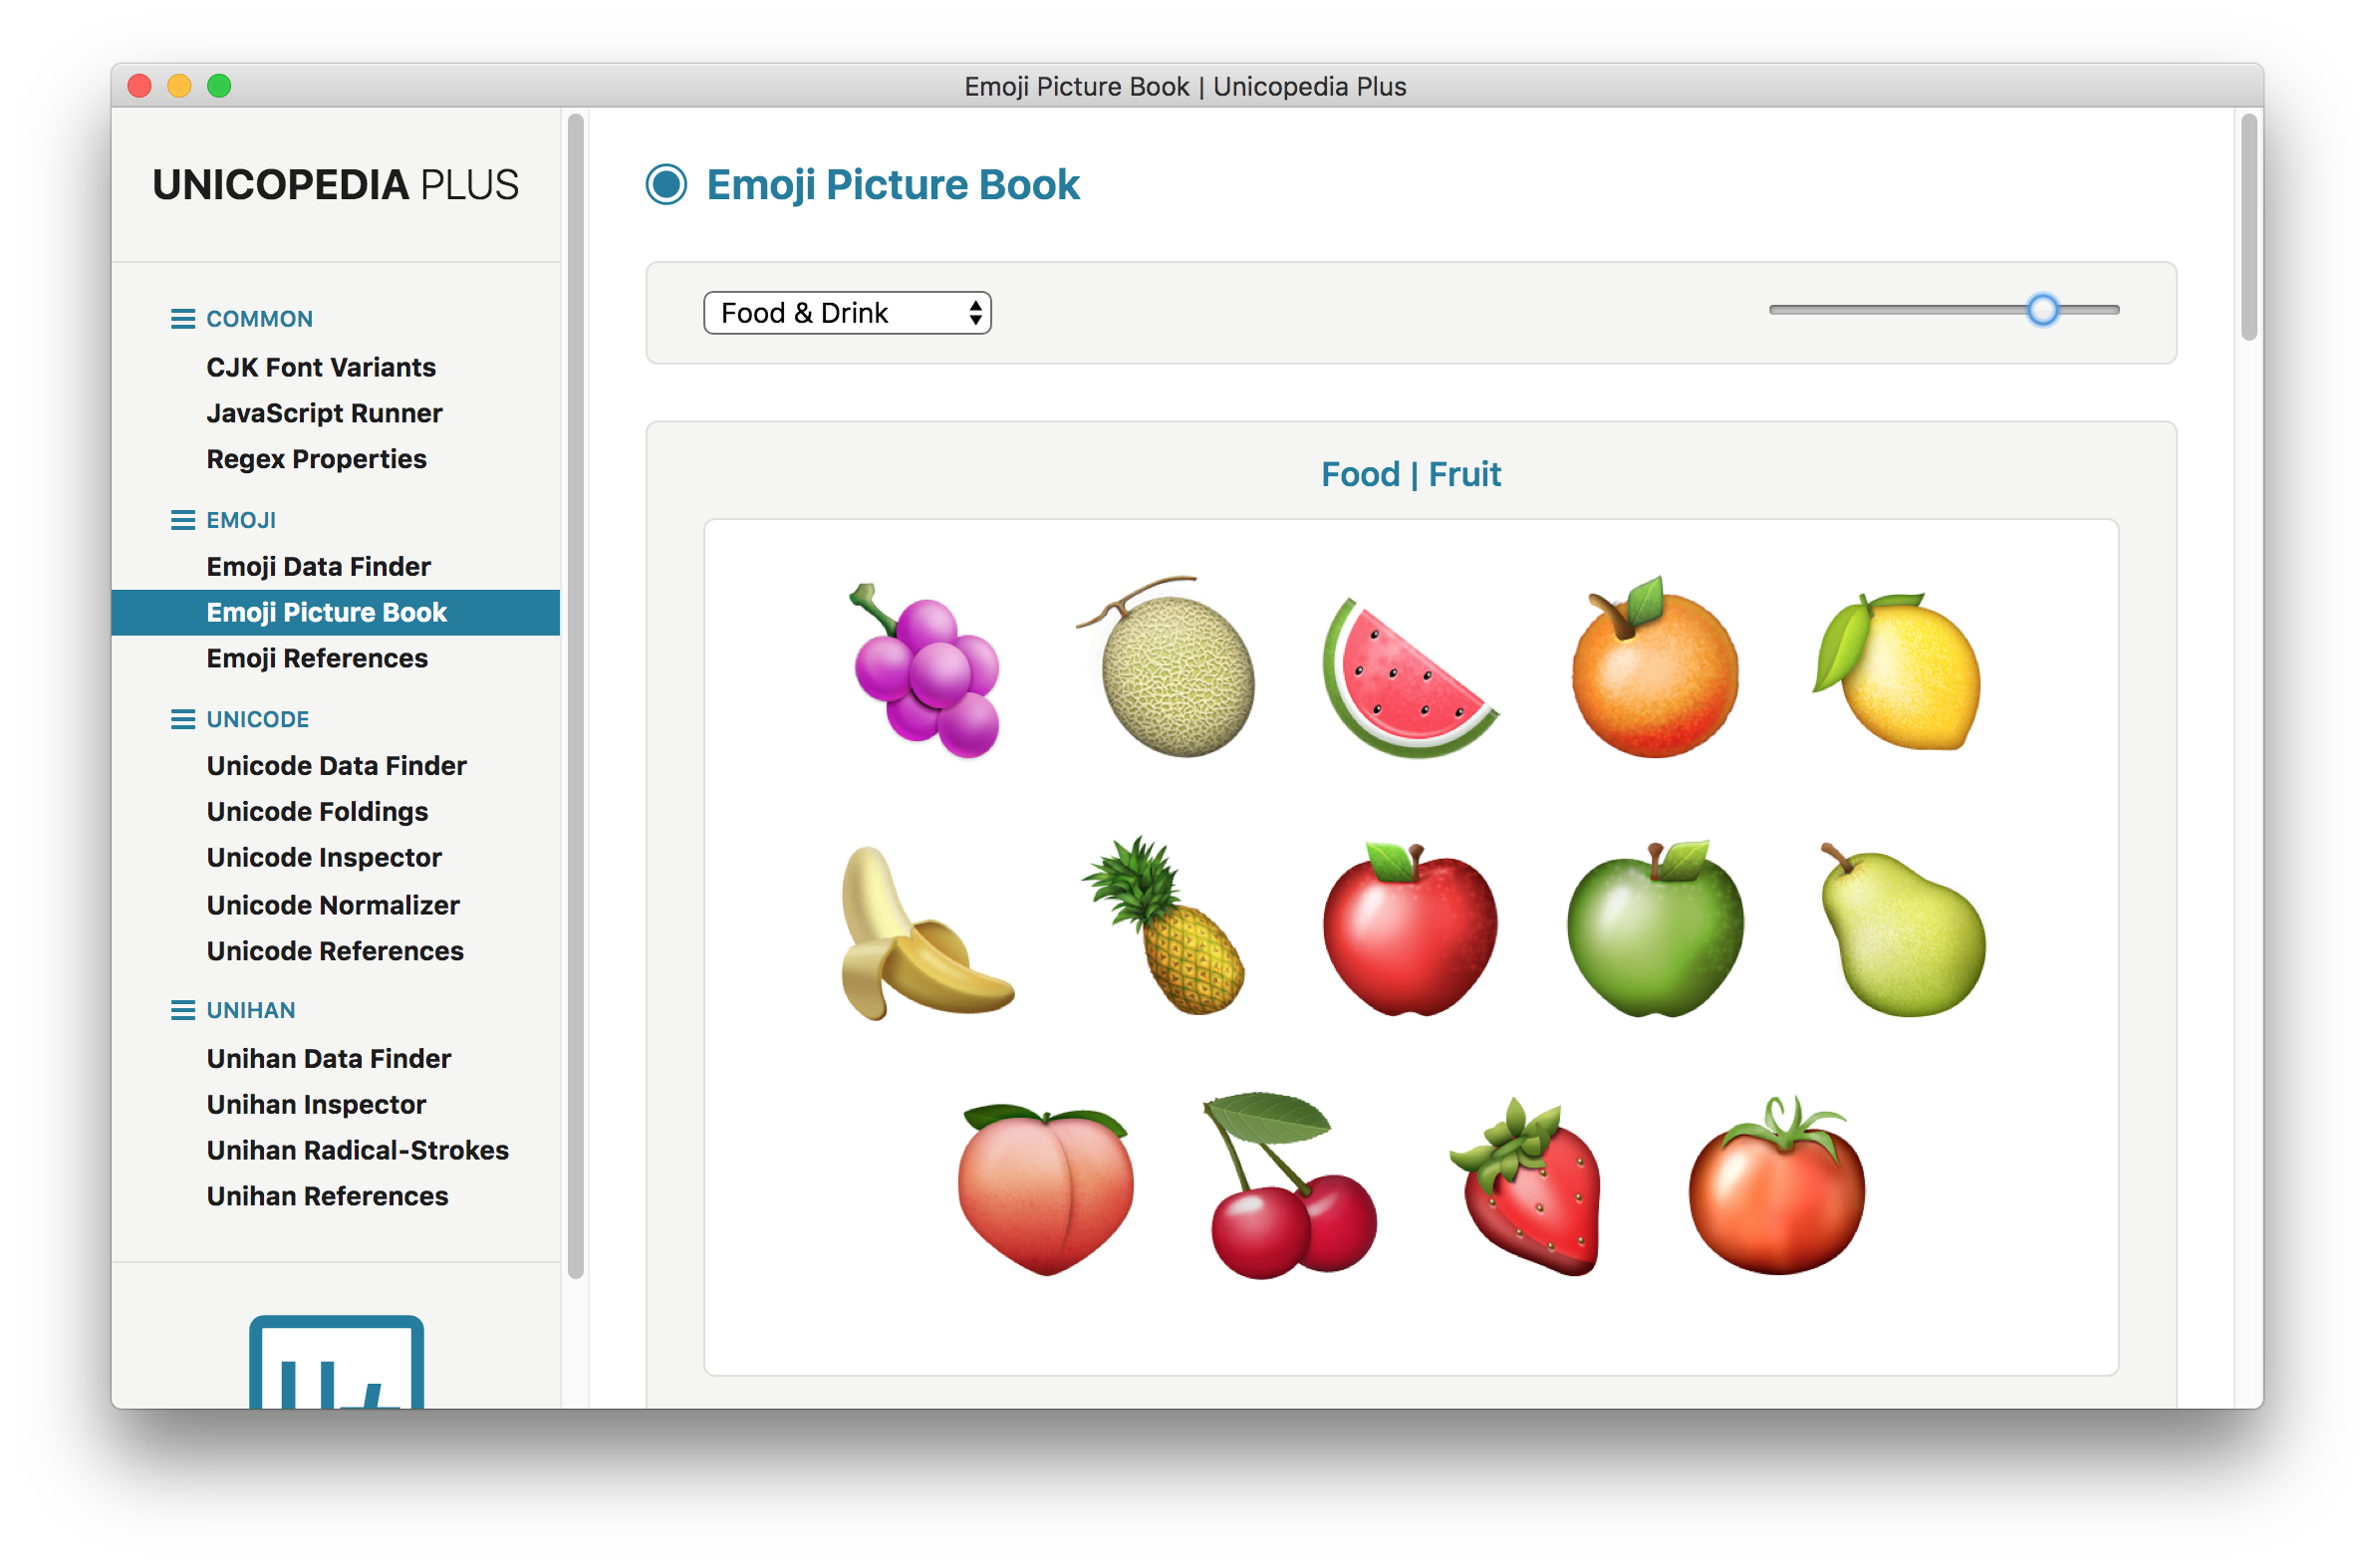 Emoji Picture Book | Unicopedia Plus
UNICOPEDIA PLUS
COMMON
CJK Font Variants
JavaScript Runner
Regex Properties
EMOJI
Emoji Data Finder
Emoji Picture Book
Emoji References
UNICODE
Unicode Data Finder
Unicode Foldings
Unicode Inspector
Unicode Normalizer
Unicode References
UNIHAN
Unihan Data Finder
Unihan Inspector
Unihan Radical-Strokes
Unihan References
U+
Emoji Picture Book
Food & Drink
Food | Fruit